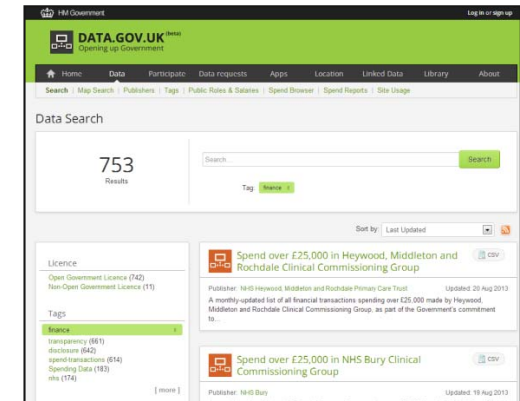 HM Government
Log in or sign up
DATA.GOV.UK (beta)
Opening up Government
Home Data Participate Data requests Apps Location Linked Data Library About
Search | Map Search | Publishers | Tags | Public Roles & Salaries | Spend Browser | Spend Reports | Site Usage
Data Search
753
Results
Search...
Search
Tag: finance x
Sort by: Last Updated
Licence
Open Government Licence (742)
Non-Open Government Licence (11)
Tags
finance x
transparency (661)
disclosure (642)
spend-transactions (614)
Spending Data (183)
nhs (174)
[ more ]
Spend over £25,000 in Heywood, Middleton and
Rochdale Clinical Commissioning Group
CSV
Publisher: NHS Heywood, Middleton and Rochdale Primary Care Trust
Updated: 20 Aug 2013
A monthly-updated list of all financial transactions spending over £25,000 made by Heywood,
Middleton and Rochdale Clinical Commissioning Group, as part of the Government's commitment
to...
Spend over £25,000 in NHS Bury Clinical
Commissioning Group
CSV
Publisher: NHS Bury
Updated: 19 Aug 2013